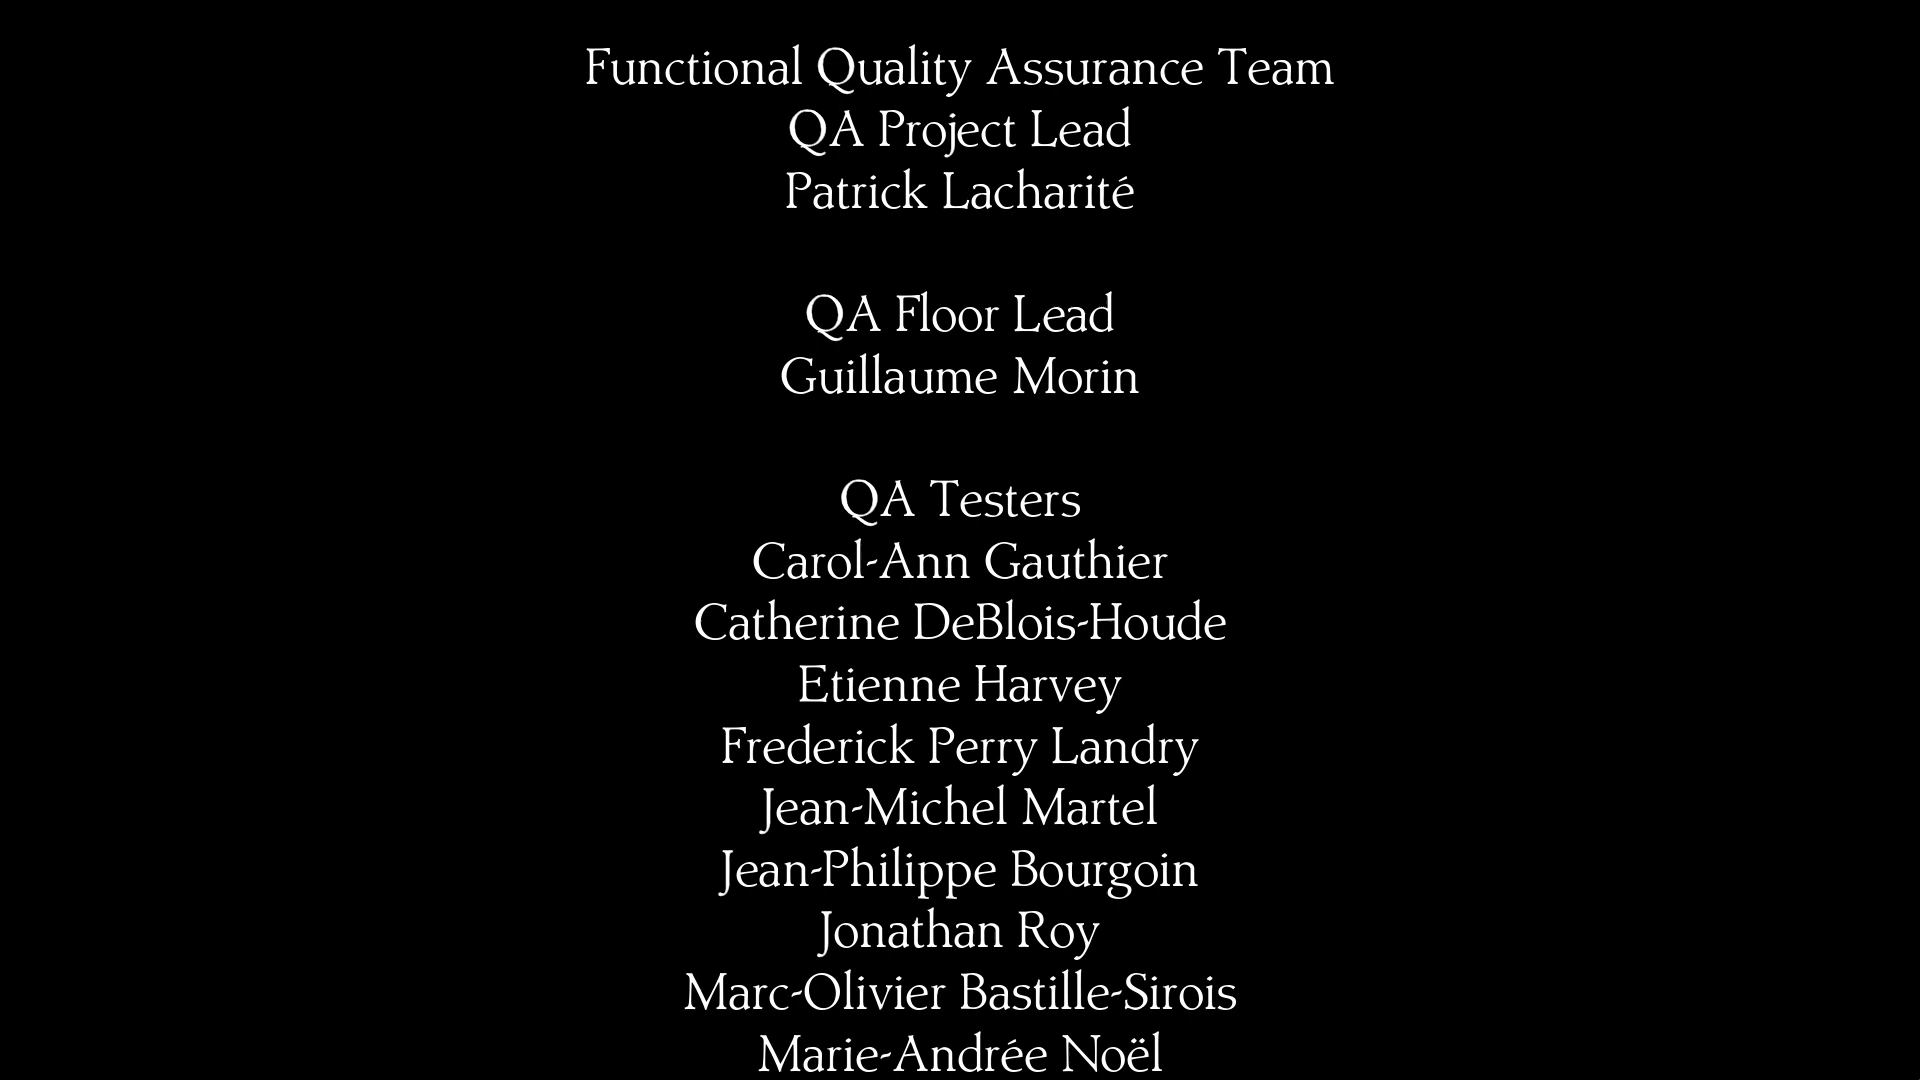 Functional Quality Assurance Team
QA Project Lead
Patrick Lacharité
QA Floor Lead
Guillaume Morin
QA Testers
Carol-Ann Gauthier
Catherine DeBlois-Houde
Etienne Harvey
Frederick Perry Landry
Jean-Michel Martel
Jean-Philippe Bourgoin
Jonathan Roy
Marc-Olivier Bastille-Sirois
Marie-Andrée Noël